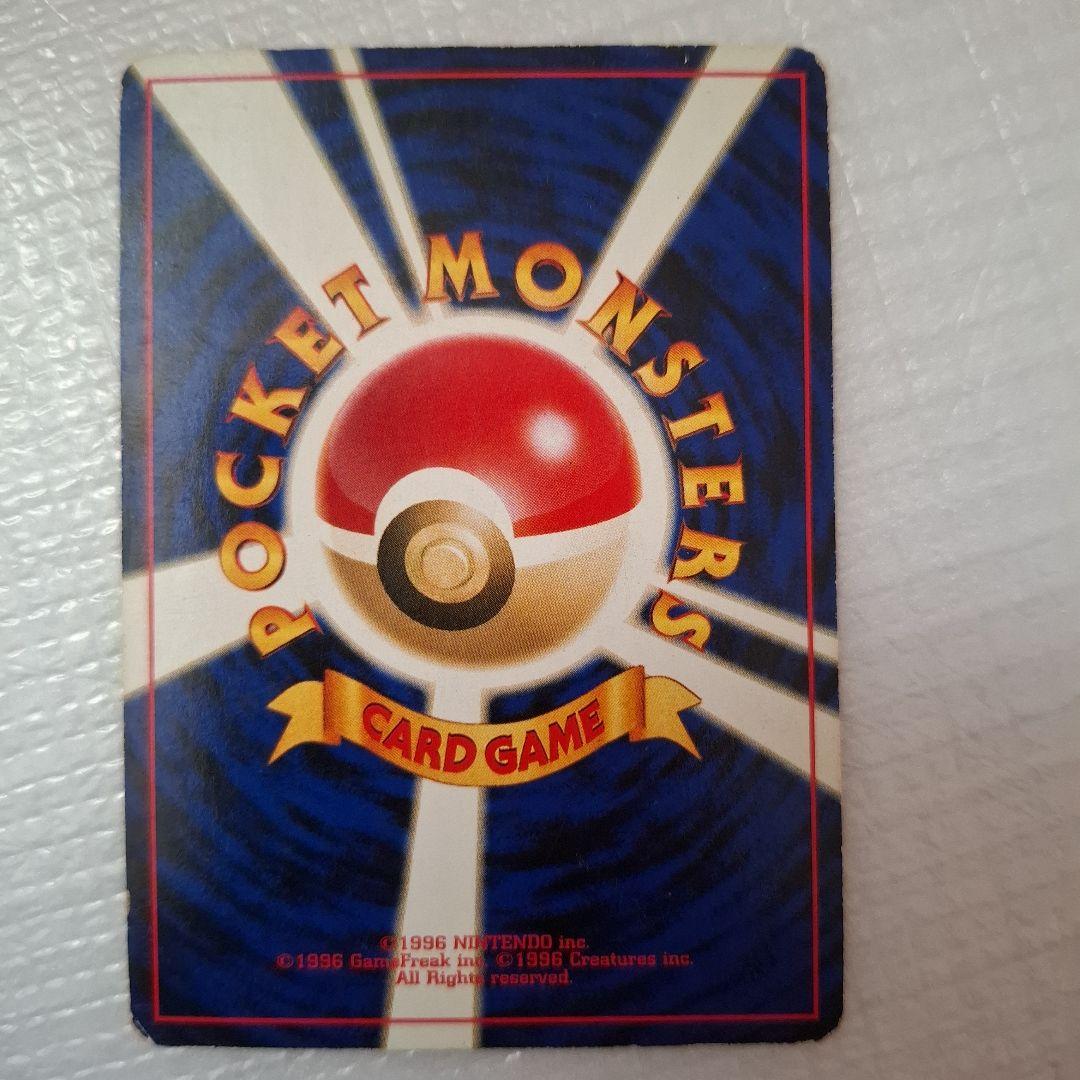 POCKET MONSTERS
CARD GAME
©1996 NINTENDO inc.
©1996 GameFreak inc. ©1996 Creatures inc.
All Rights reserved.